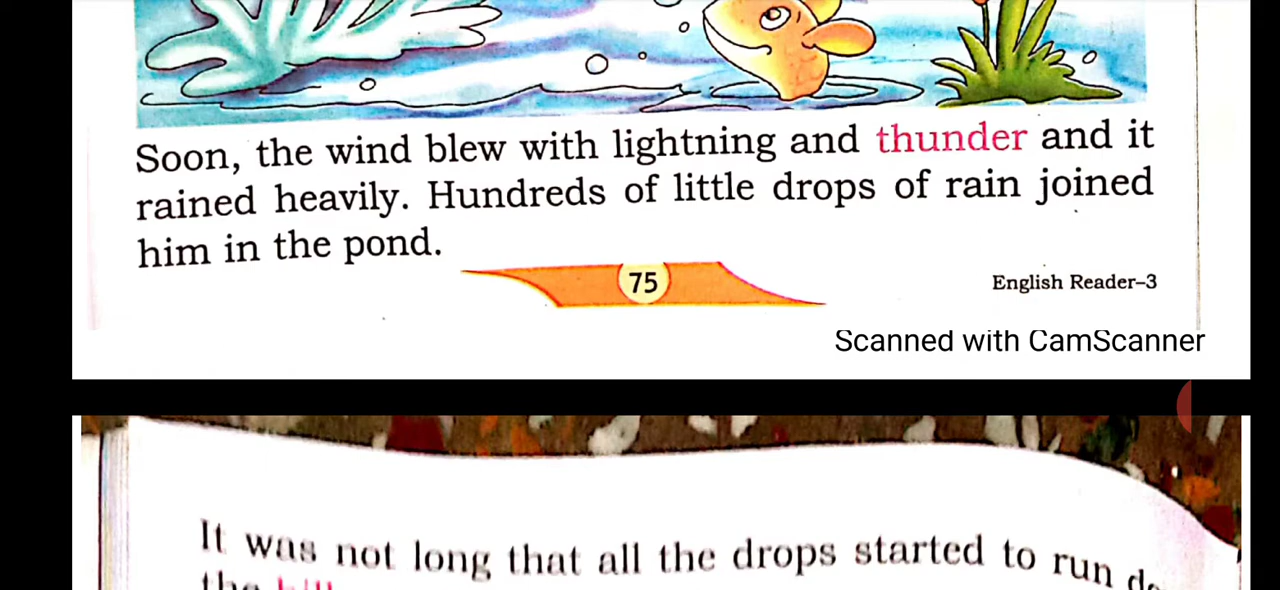 Soon, the wind blew with lightning and thunder and it
rained heavily. Hundreds of little drops of rain joined
him in the pond.
75
English Reader–3
Scanned with CamScanner
It was not long that all the drops started to run
the